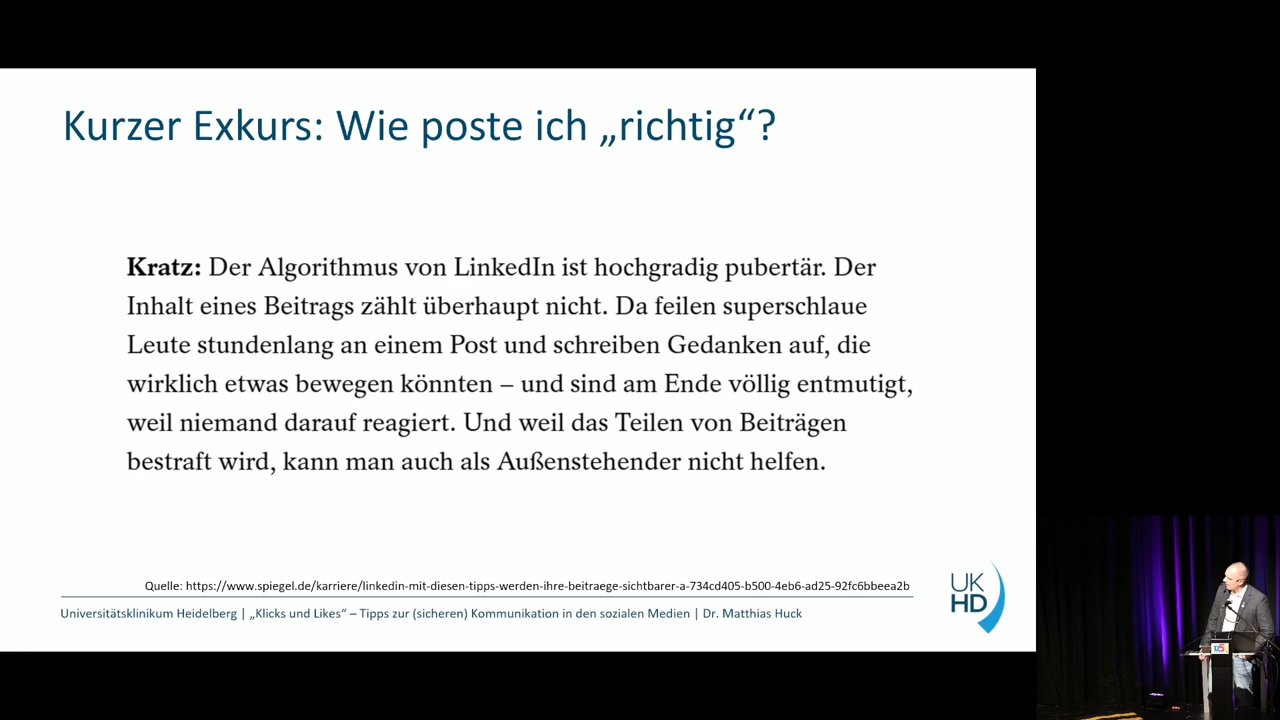 Kurzer Exkurs: Wie poste ich „richtig“?
Kratz: Der Algorithmus von LinkedIn ist hochgradig pubertär. Der
Inhalt eines Beitrags zählt überhaupt nicht. Da feilen superschlaue
Leute stundenlang an einem Post und schreiben Gedanken auf, die
wirklich etwas bewegen könnten – und sind am Ende völlig entmutigt,
weil niemand darauf reagiert. Und weil das Teilen von Beiträgen
bestraft wird, kann man auch als Außenstehender nicht helfen.
Quelle: https://www.spiegel.de/karriere/linkedin-mit-diesen-tipps-werden-ihre-beitraege-sichtbarer-a-734cd405-b500-4eb6-ad25-92fc6bbeea2b
Universitätsklinikum Heidelberg | „Klicks und Likes“ – Tipps zur (sicheren) Kommunikation in den sozialen Medien | Dr. Matthias Huck
UK
HD